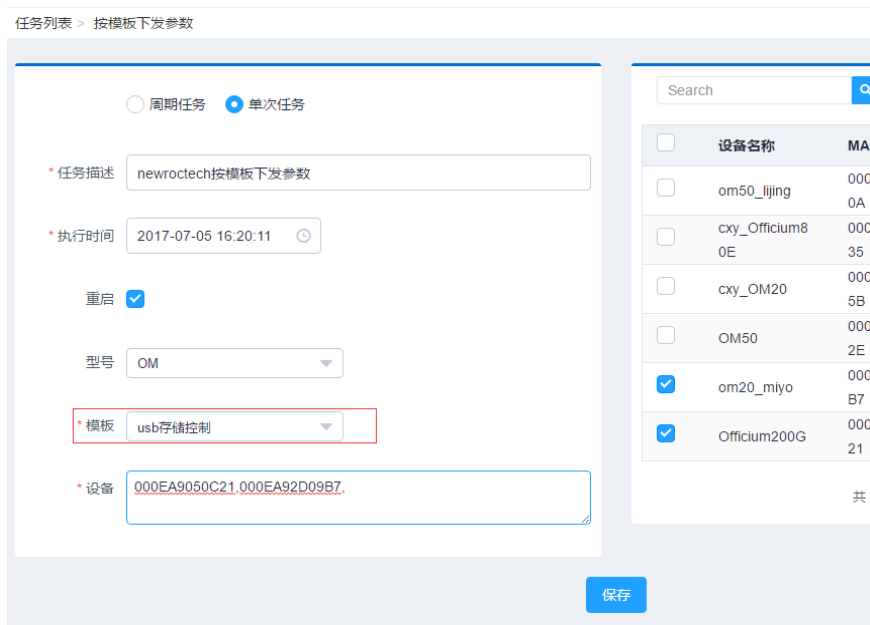 任务列表 > 按模板下发参数
周期任务 单次任务
* 任务描述 newroctech按模板下发参数
* 执行时间 2017-07-05 16:20:11
重启
型号 OM
* 模板 usb存储控制
* 设备 000EA9050C21,000EA92D09B7,
保存
Search
设备名称 MA
om50_lijing 000
0A
cxy_Officium8 000
0E 35
cxy_OM20 000
5B
OM50 000
2E
om20_miyo 000
B7
Officium200G 000
21
共